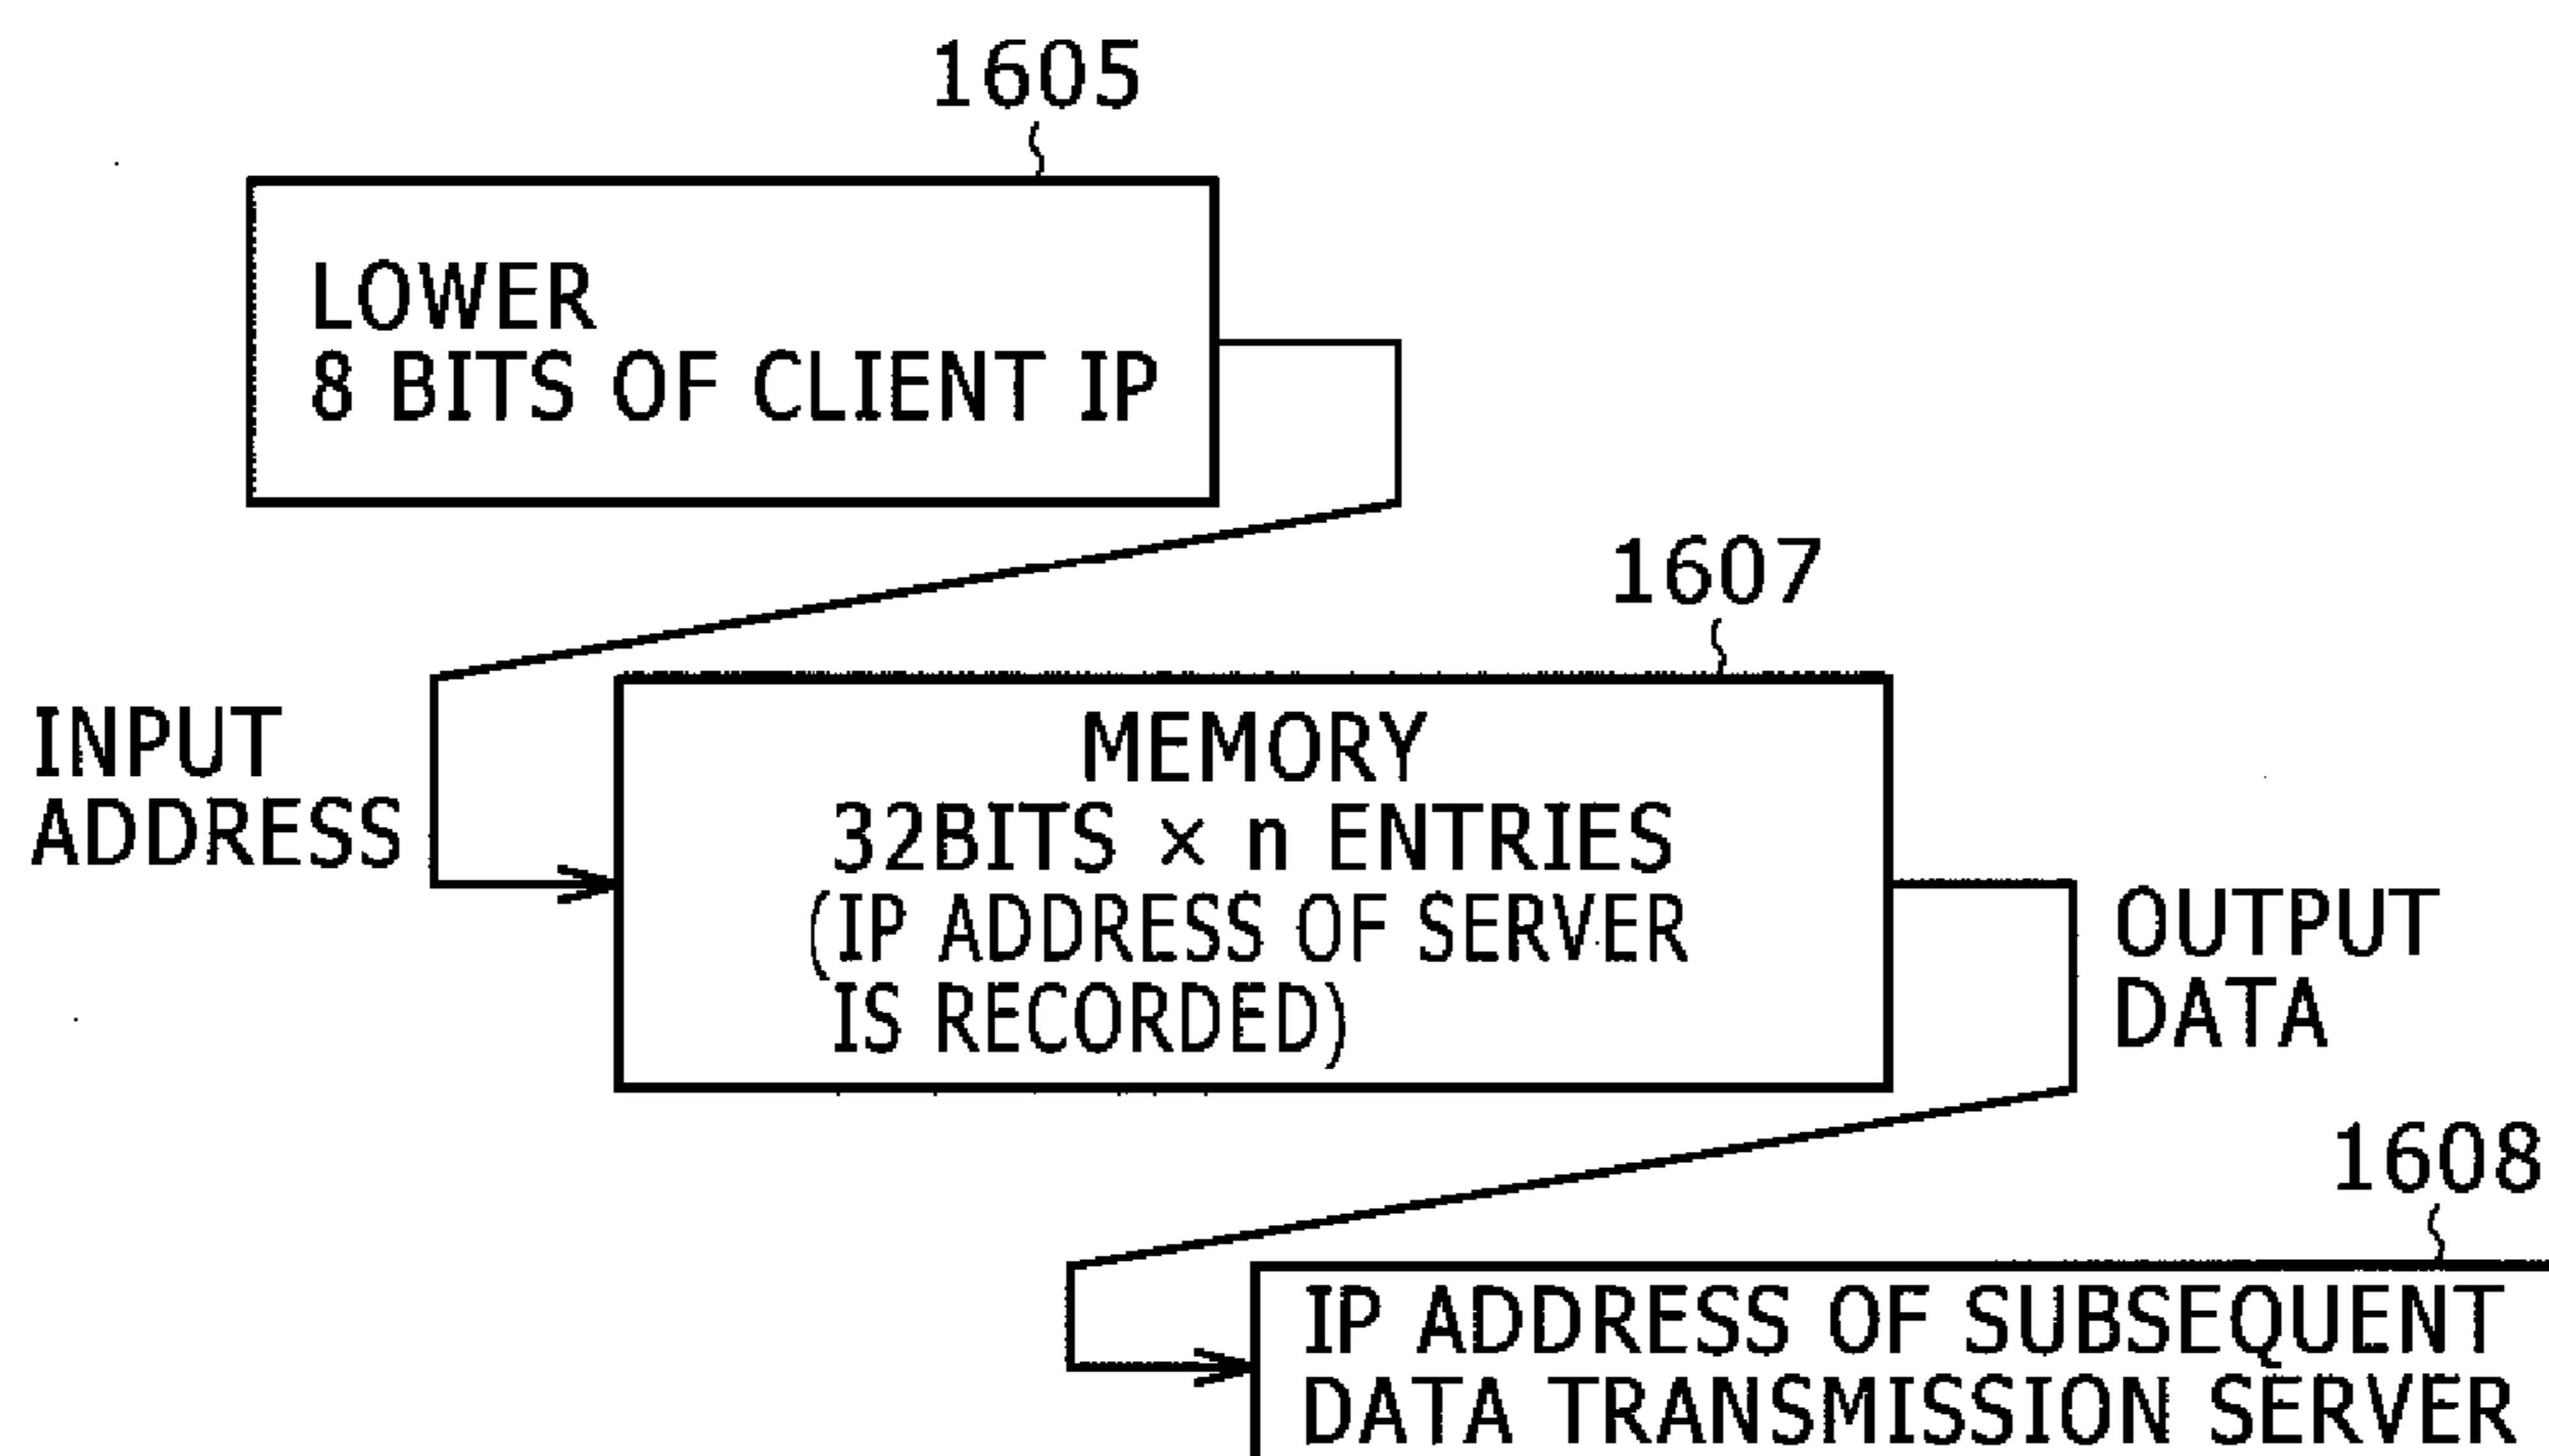 1605
LOWER
8 BITS OF CLIENT IP
1607
INPUT
ADDRESS
MEMORY
32BITS × n ENTRIES
(IP ADDRESS OF SERVER
IS RECORDED)
OUTPUT
DATA
1608
IP ADDRESS OF SUBSEQUENT
DATA TRANSMISSION SERVER